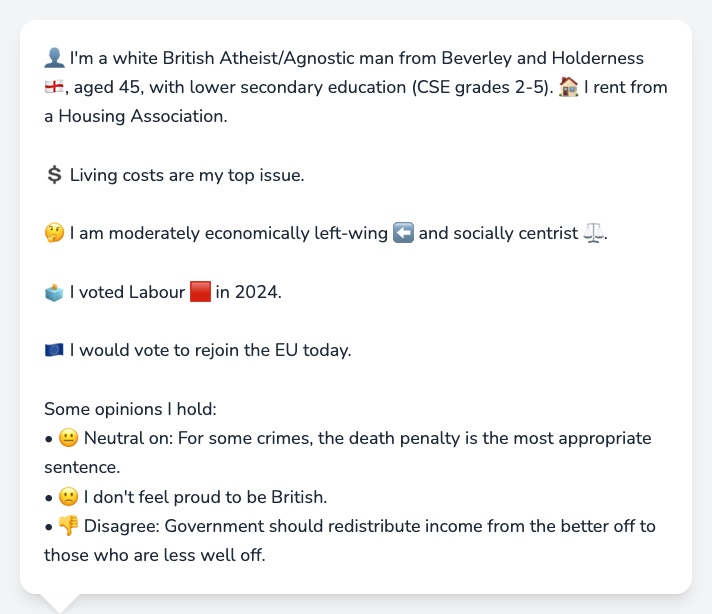 👤 I'm a white British Atheist/Agnostic man from Beverley and Holderness
🏴󠁧󠁢󠁥󠁮󠁧󠁿, aged 45, with lower secondary education (CSE grades 2-5). 🏠 I rent from
a Housing Association.
💲 Living costs are my top issue.
🤔 I am moderately economically left-wing ⬅️ and socially centrist ⚖️.
🗳️ I voted Labour 🟥 in 2024.
🇪🇺 I would vote to rejoin the EU today.
Some opinions I hold:
• 😐 Neutral on: For some crimes, the death penalty is the most appropriate
sentence.
• 🙁 I don't feel proud to be British.
• 👎 Disagree: Government should redistribute income from the better off to
those who are less well off.